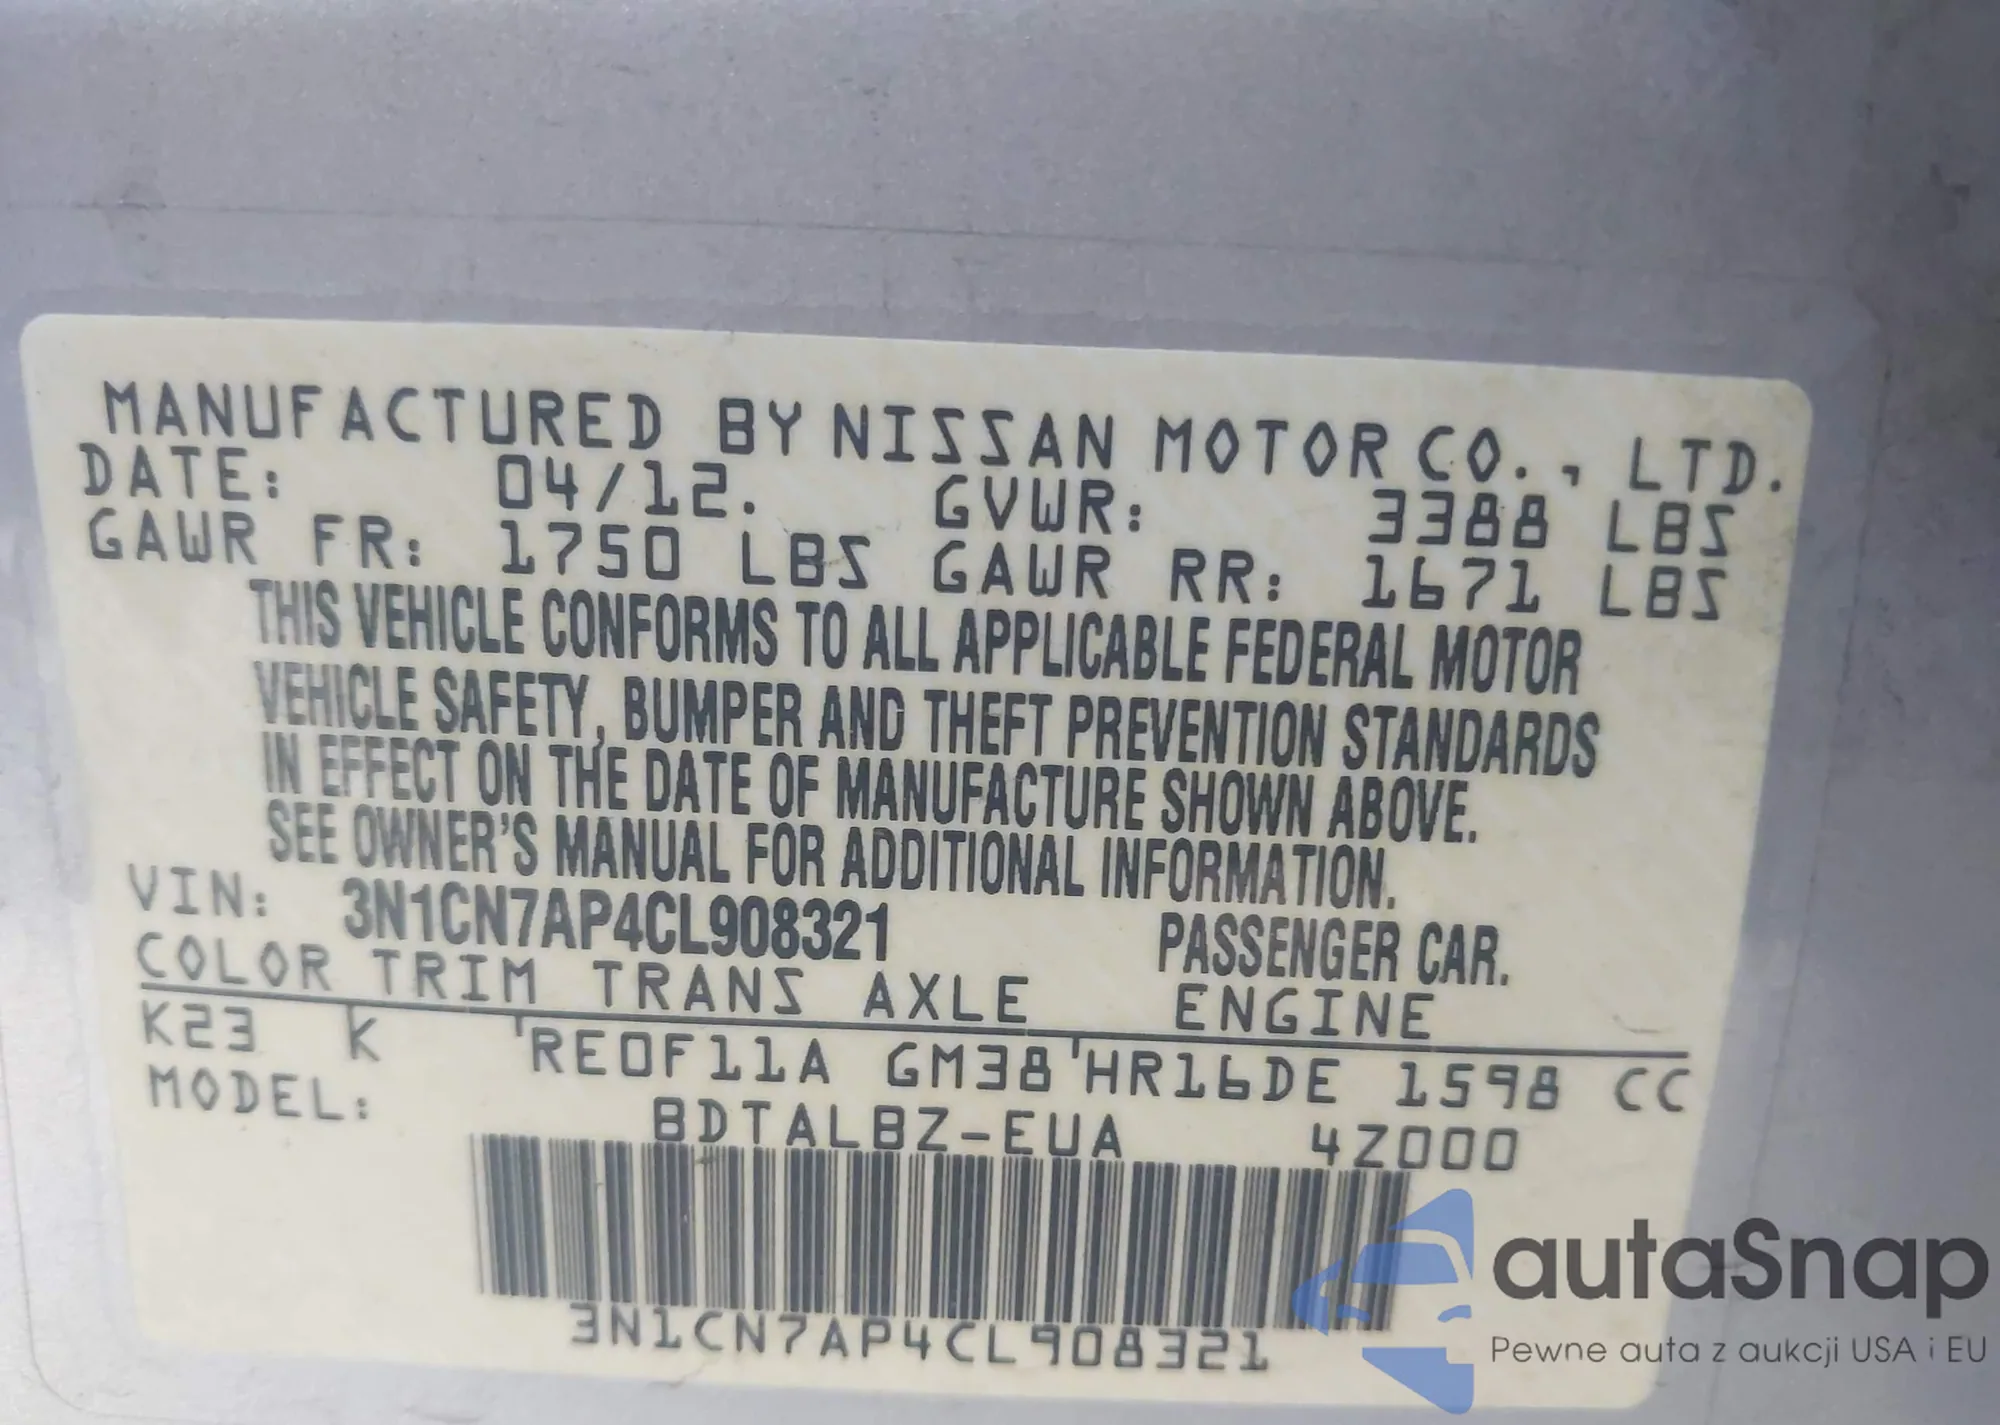 MANUFACTURED BY NISSAN MOTOR CO., LTD.
DATE: 04/12. GVWR: 3388 LBS
GAWR FR: 1750 LBS GAWR RR: 1671 LBS
THIS VEHICLE CONFORMS TO ALL APPLICABLE FEDERAL MOTOR
VEHICLE SAFETY, BUMPER AND THEFT PREVENTION STANDARDS
IN EFFECT ON THE DATE OF MANUFACTURE SHOWN ABOVE.
SEE OWNER'S MANUAL FOR ADDITIONAL INFORMATION.
VIN: 3N1CN7AP4CL908321 PASSENGER CAR.
COLOR TRIM TRANS AXLE ENGINE
K23 K 'RE0F11A GM38'HR16DE 1598 CC
MODEL: BDTALBZ-EUA 4Z000
3N1CN7AP4CL908321
autaSnap
Pewne auta z aukcji USA i EU